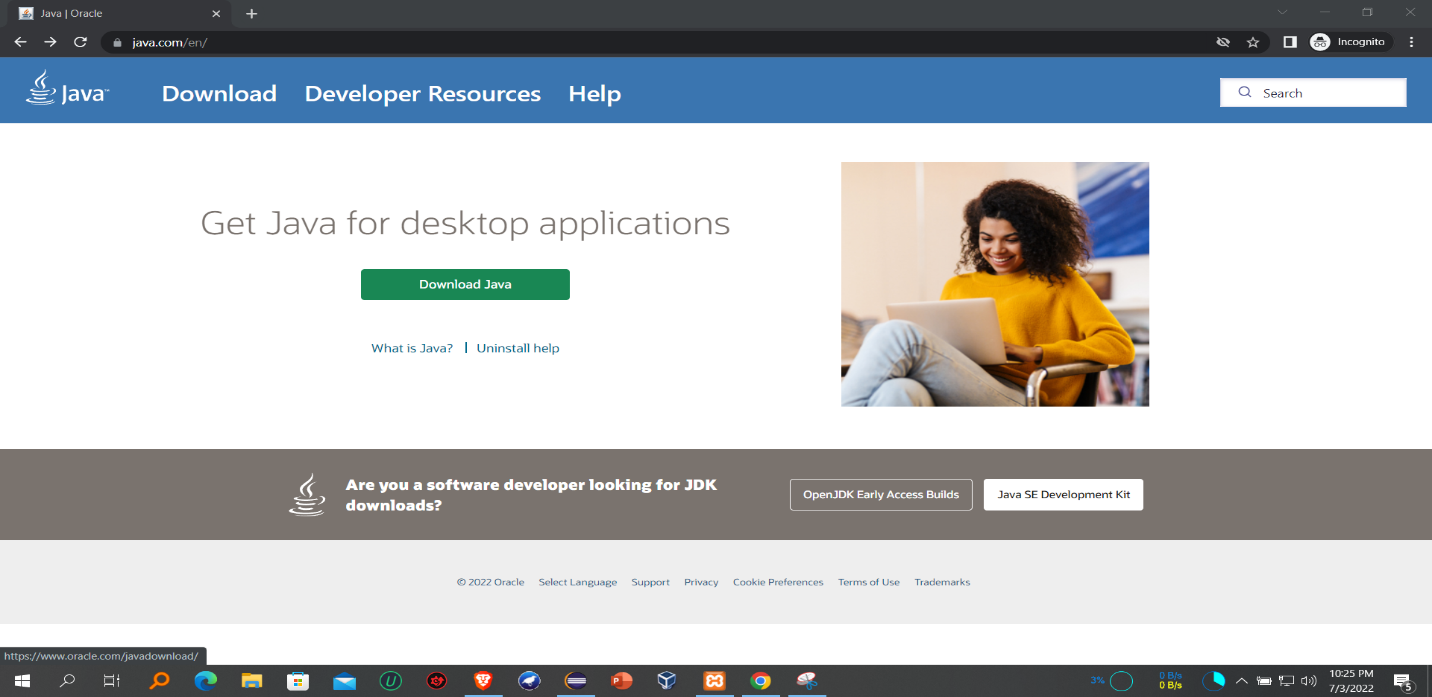 Java | Oracle
java.com/en/
Incognito
Java™
Download
Developer Resources
Help
Search
Get Java for desktop applications
Download Java
What is Java? | Uninstall help
Are you a software developer looking for JDK
downloads?
OpenJDK Early Access Builds
Java SE Development Kit
© 2022 Oracle Select Language Support Privacy Cookie Preferences Terms of Use Trademarks
https://www.oracle.com/javadownload/
3%
0 B/s
0 B/s
10:25 PM
7/3/2022
5